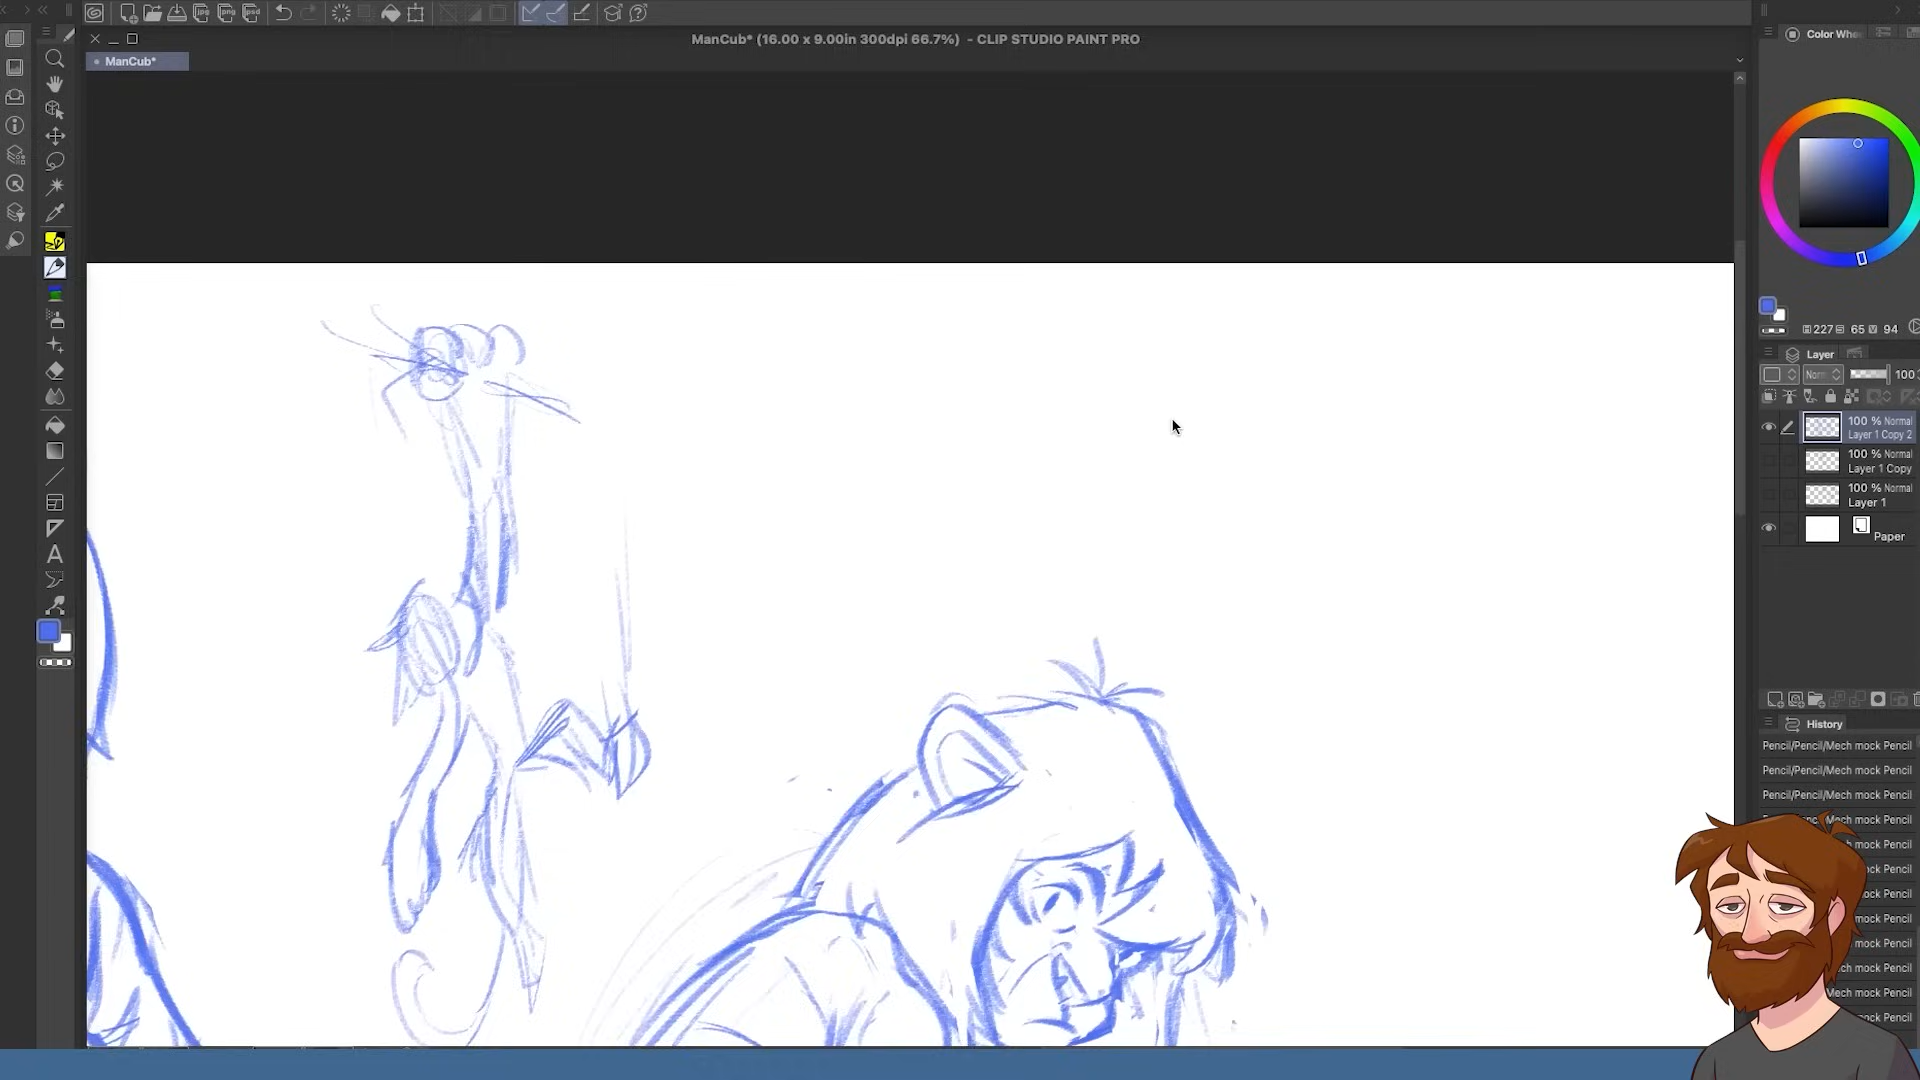 ManCub* (16.00 x 9.00in 300dpi 66.7%) - CLIP STUDIO PAINT PRO
ManCub*
Color Whe
227 65 94
Layer
Norm 100
100 % Normal
Layer 1 Copy 2
100 % Normal
Layer 1 Copy
100 % Normal
Layer 1
Paper
History
Pencil/Pencil/Mech mock Pencil
Pencil/Pencil/Mech mock Pencil
Pencil/Pencil/Mech mock Pencil
Mech mock Pencil
mock Pencil
ock Pencil
ock Pencil
mock Pencil
mock Pencil
ch mock Pencil
Mech mock Pencil
ch mock Pencil